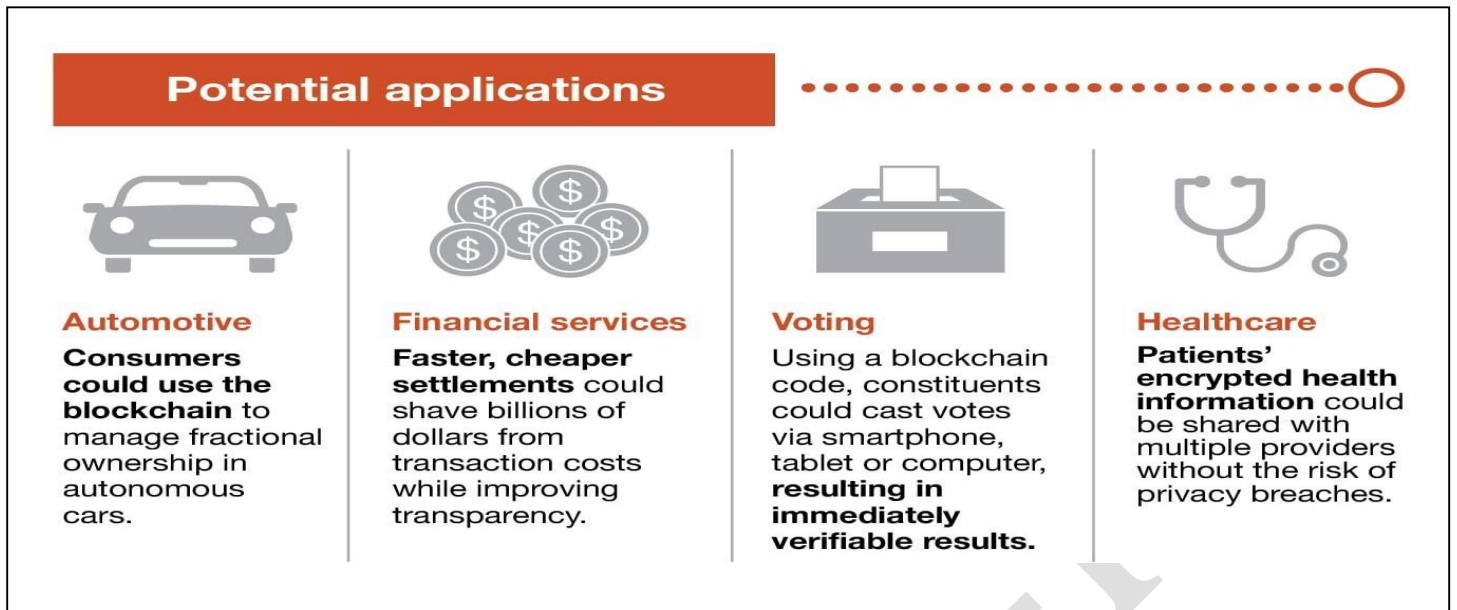 Potential applications
Automotive
Consumers
could use the
blockchain to
manage fractional
ownership in
autonomous
cars.
Financial services
Faster, cheaper
settlements could
shave billions of
dollars from
transaction costs
while improving
transparency.
Voting
Using a blockchain
code, constituents
could cast votes
via smartphone,
tablet or computer,
resulting in
immediately
verifiable results.
Healthcare
Patients'
encrypted health
information could
be shared with
multiple providers
without the risk of
privacy breaches.